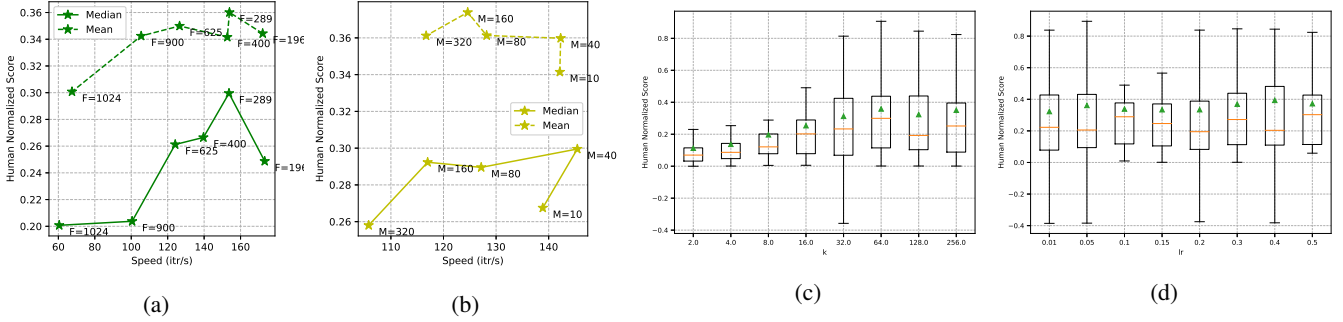 Median
Mean
F=289
F=625
F=400
F=196
F=900
F=1024
F=289
F=400
F=625
F=196
F=900
F=1024
0.36
0.34
0.32
0.30
0.28
0.26
0.24
0.22
0.20
60 80 100 120 140 160
Human Normalized Score
Speed (itr/s)
(a)
M=160
M=320
M=80
M=40
M=10
Median
Mean
M=40
M=160
M=80
M=10
M=320
0.36
0.34
0.32
0.30
0.28
0.26
110 120 130 140
Human Normalized Score
Speed (itr/s)
(b)
0.8
0.6
0.4
0.2
0.0
−0.2
−0.4
2.0 4.0 8.0 16.0 32.0 64.0 128.0 256.0
Human Normalized Score
k
(c)
0.8
0.6
0.4
0.2
0.0
−0.2
−0.4
0.01 0.05 0.1 0.15 0.2 0.3 0.4 0.5
Human Normalized Score
lr
(d)